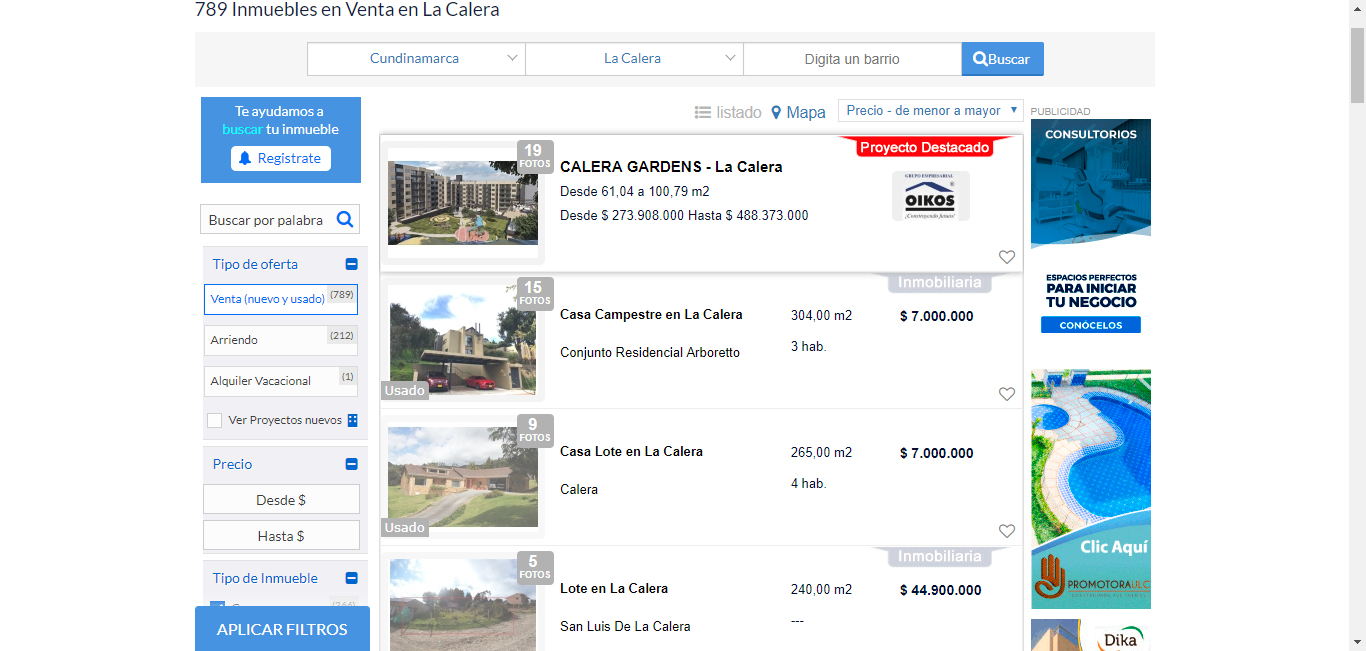 789 Inmuebles en Venta en La Calera
Cundinamarca
La Calera
Digita un barrio
Buscar
Te ayudamos a
buscar tu inmueble
Registrate
Buscar por palabra
Tipo de oferta
Venta (nuevo y usado) (789)
Arriendo (212)
Alquiler Vacacional (1)
Ver Proyectos nuevos
Precio
Desde $
Hasta $
Tipo de Inmueble
APLICAR FILTROS
listado
Mapa
Precio - de menor a mayor
19
FOTOS
CALERA GARDENS - La Calera
Desde 61,04 a 100,79 m2
Desde $ 273.908.000 Hasta $ 488.373.000
Proyecto Destacado
GRUPO EMPRESARIAL
OIKOS
¡Construyendo futuro!
15
FOTOS
Usado
Casa Campestre en La Calera
Conjunto Residencial Arboretto
304,00 m2
3 hab.
Inmobiliaria
$ 7.000.000
9
FOTOS
Usado
Casa Lote en La Calera
Calera
265,00 m2
4 hab.
$ 7.000.000
5
FOTOS
Lote en La Calera
San Luis De La Calera
240,00 m2
---
Inmobiliaria
$ 44.900.000
PUBLICIDAD
CONSULTORIOS
ESPACIOS PERFECTOS
PARA INICIAR
TU NEGOCIO
CONÓCELOS
Clic Aquí
PROMOTORAULC
Dika